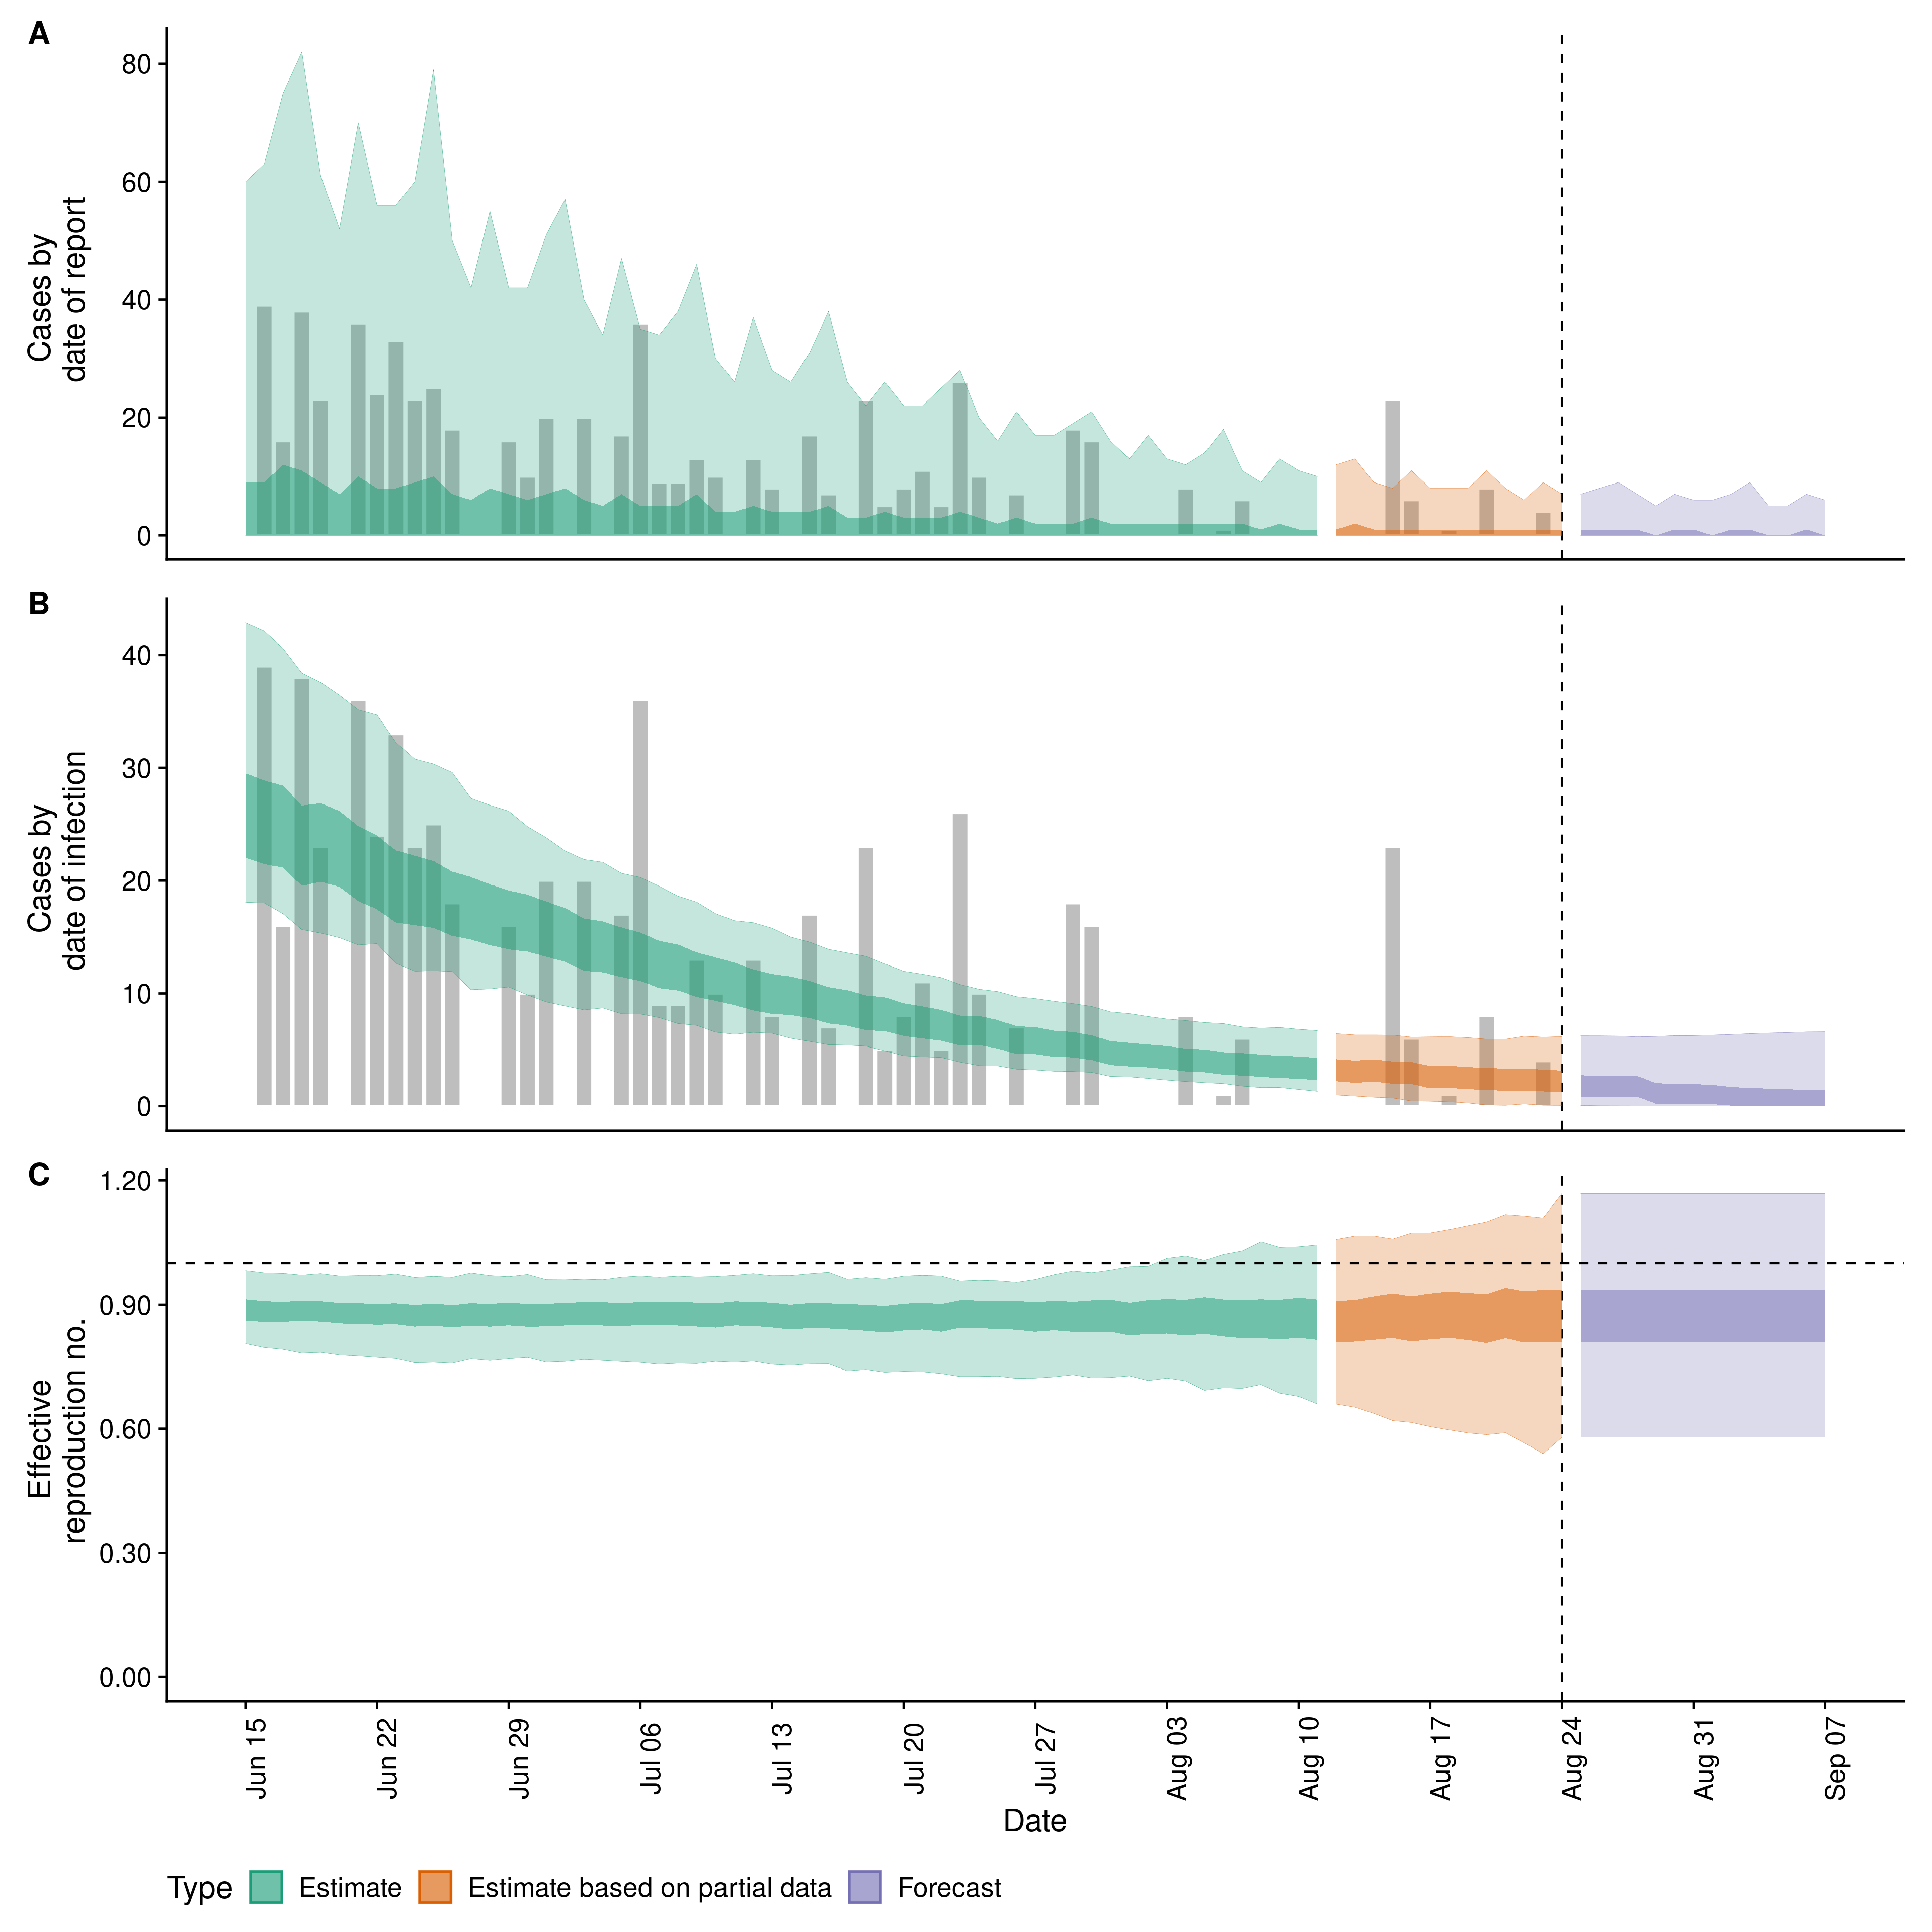 A
80
60
40
20
0
Cases by
date of report
B
40
30
20
10
0
Cases by
date of infection
C
1.20
0.90
0.60
0.30
0.00
Effective
reproduction no.
Jun 15
Jun 22
Jun 29
Jul 06
Jul 13
Jul 20
Jul 27
Aug 03
Aug 10
Aug 17
Aug 24
Aug 31
Sep 07
Date
Type Estimate Estimate based on partial data Forecast